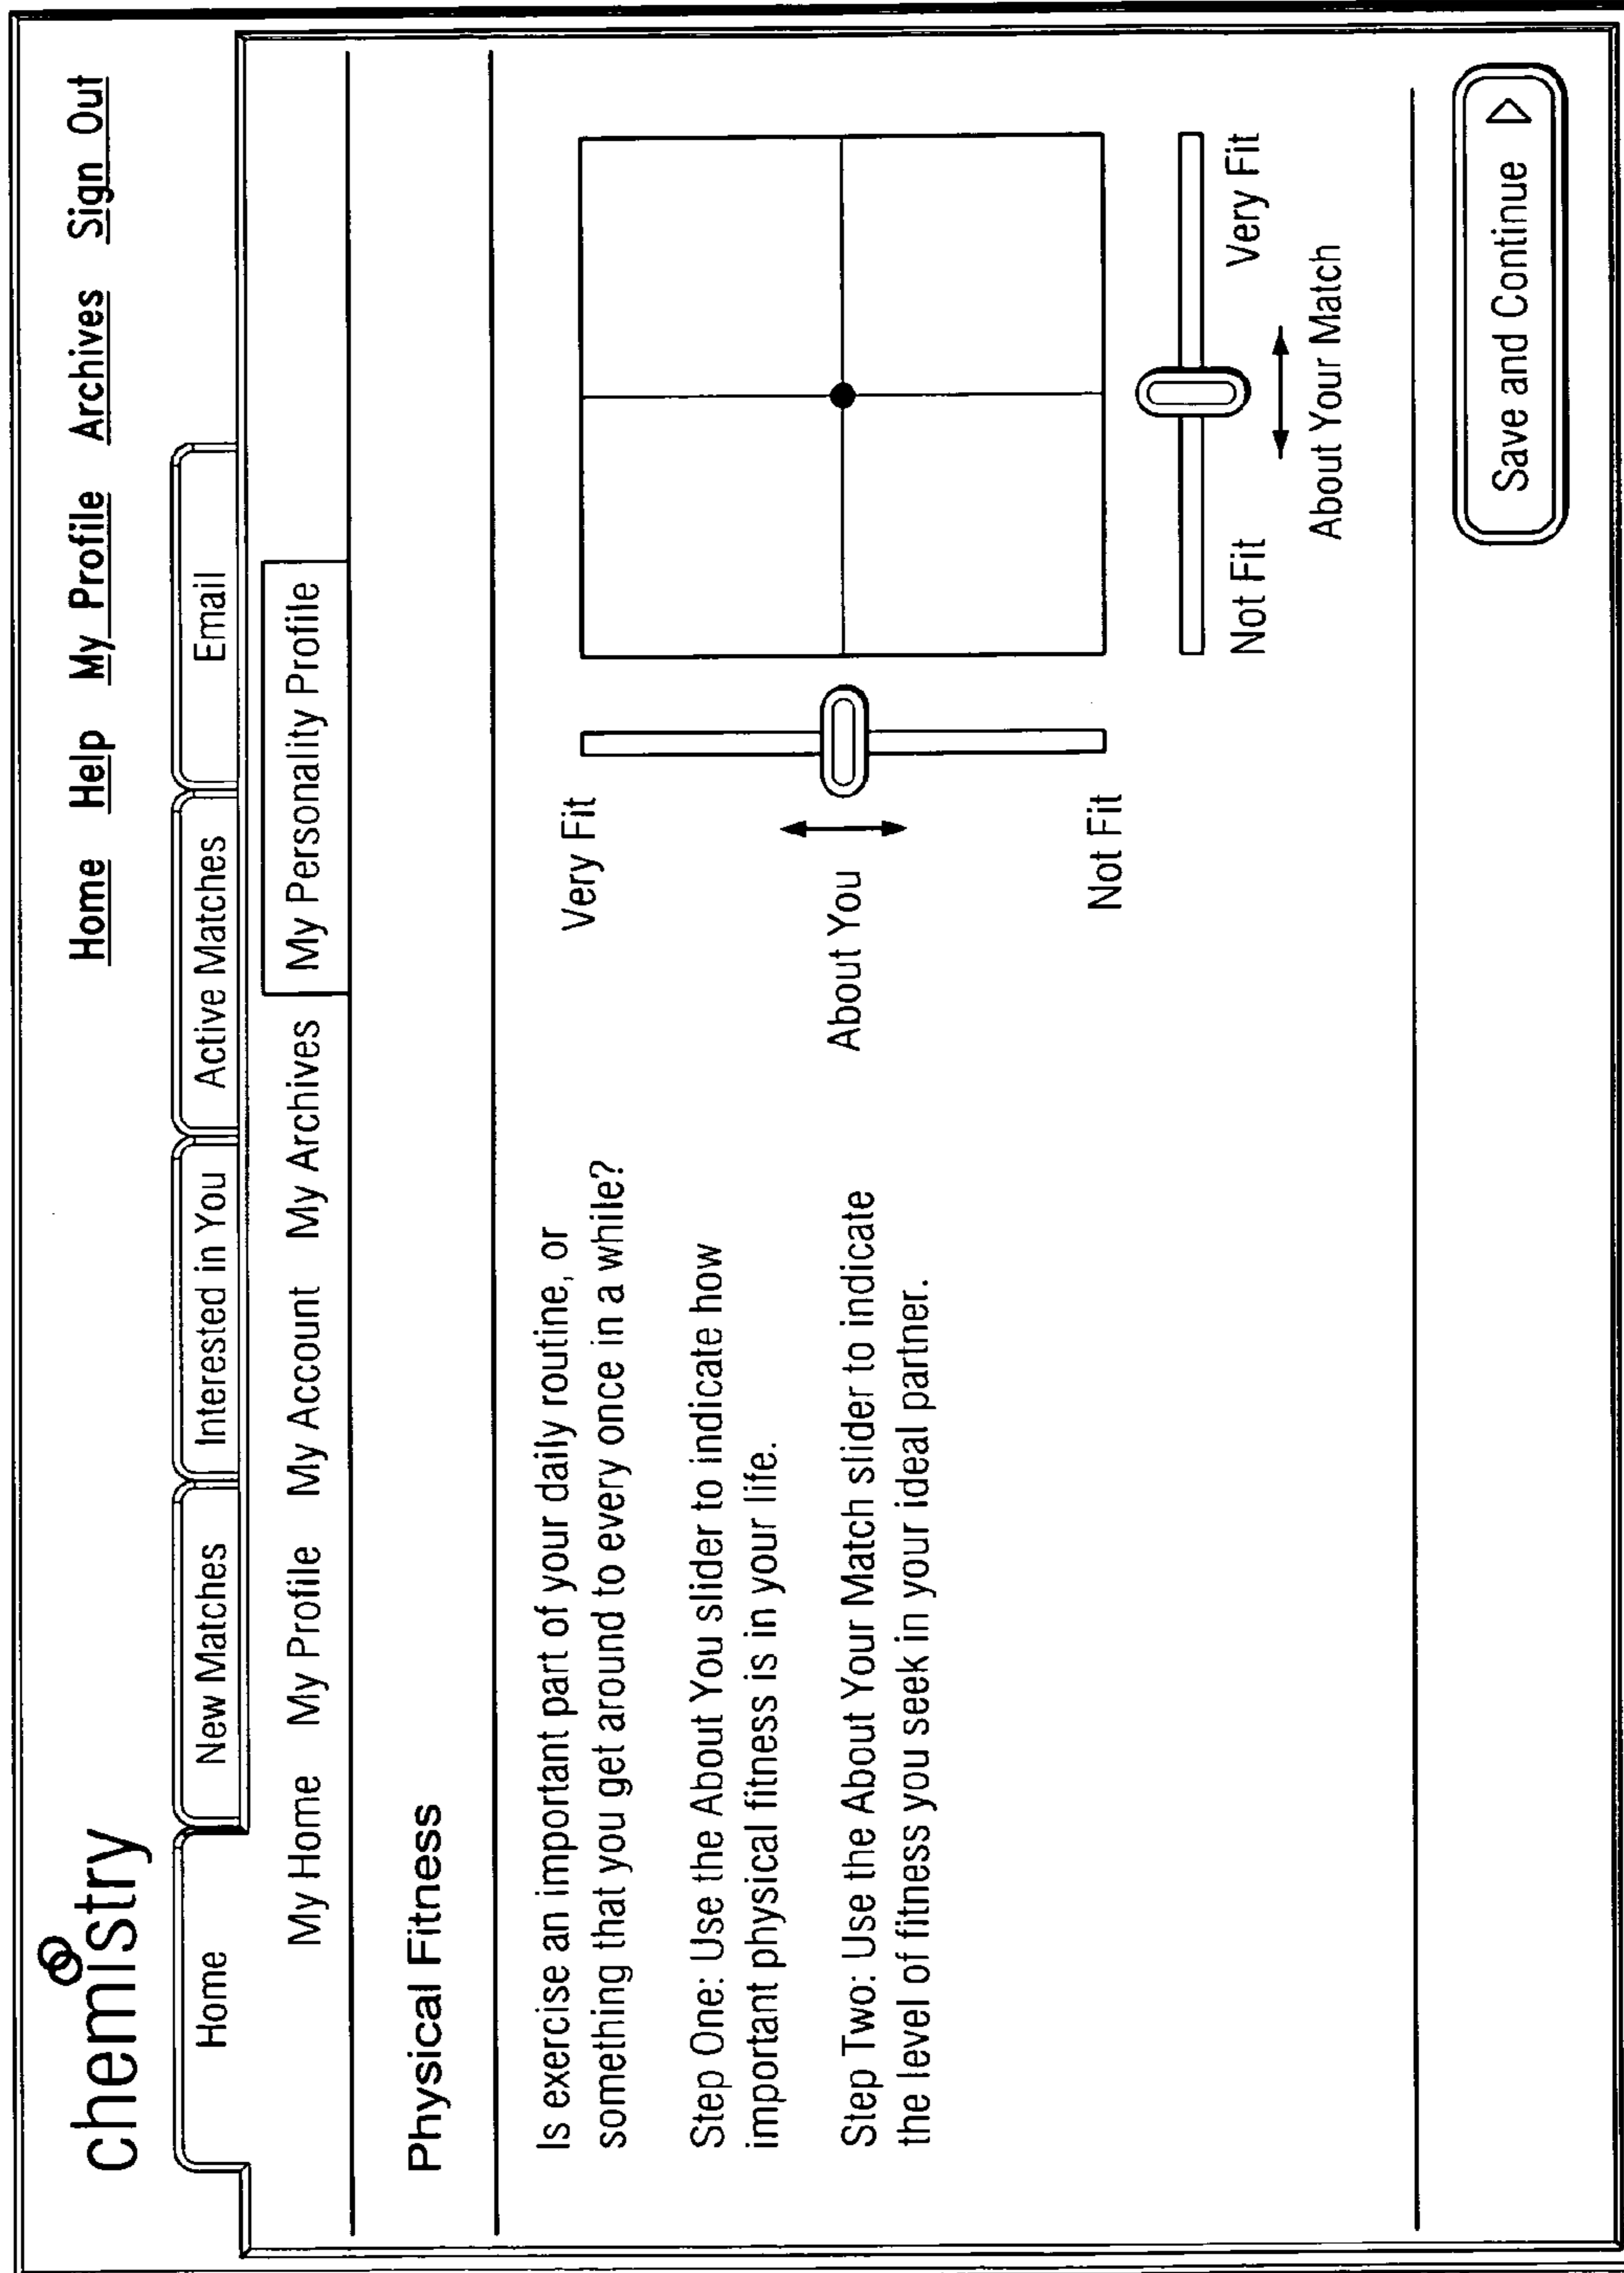 chemistry
Home Help My Profile Archives Sign Out
Home New Matches Interested in You Active Matches Email
My Home My Profile My Account My Archives My Personality Profile
Physical Fitness
Is exercise an important part of your daily routine, or
something that you get around to every once in a while?
Step One: Use the About You slider to indicate how
important physical fitness is in your life.
Step Two: Use the About Your Match slider to indicate
the level of fitness you seek in your ideal partner.
Very Fit
About You
Not Fit
Not Fit Very Fit
About Your Match
Save and Continue